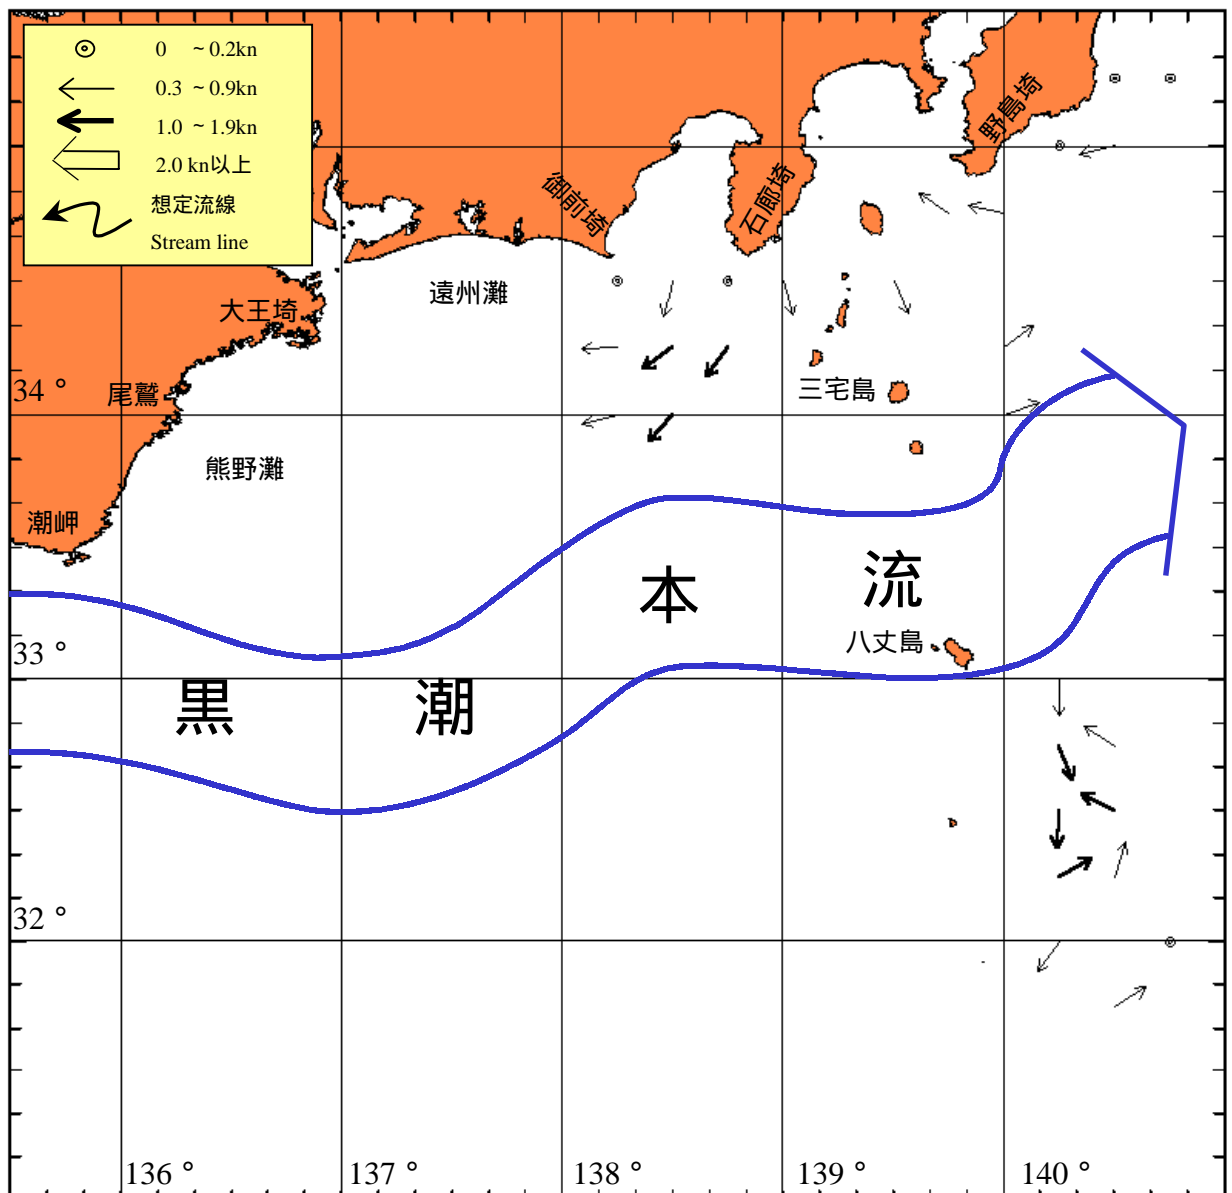 0 ~0.2kn
0.3 ~0.9kn
1.0 ~1.9kn
2.0 kn以上
想定流線
Stream line
野島埼
御前埼
石廊埼
遠州灘
大王埼
三宅島
尾鷲
34 °
熊野灘
潮岬
本
流
八丈島
33 °
黒
潮
32 °
136 °
137 °
138 °
139 °
140 °